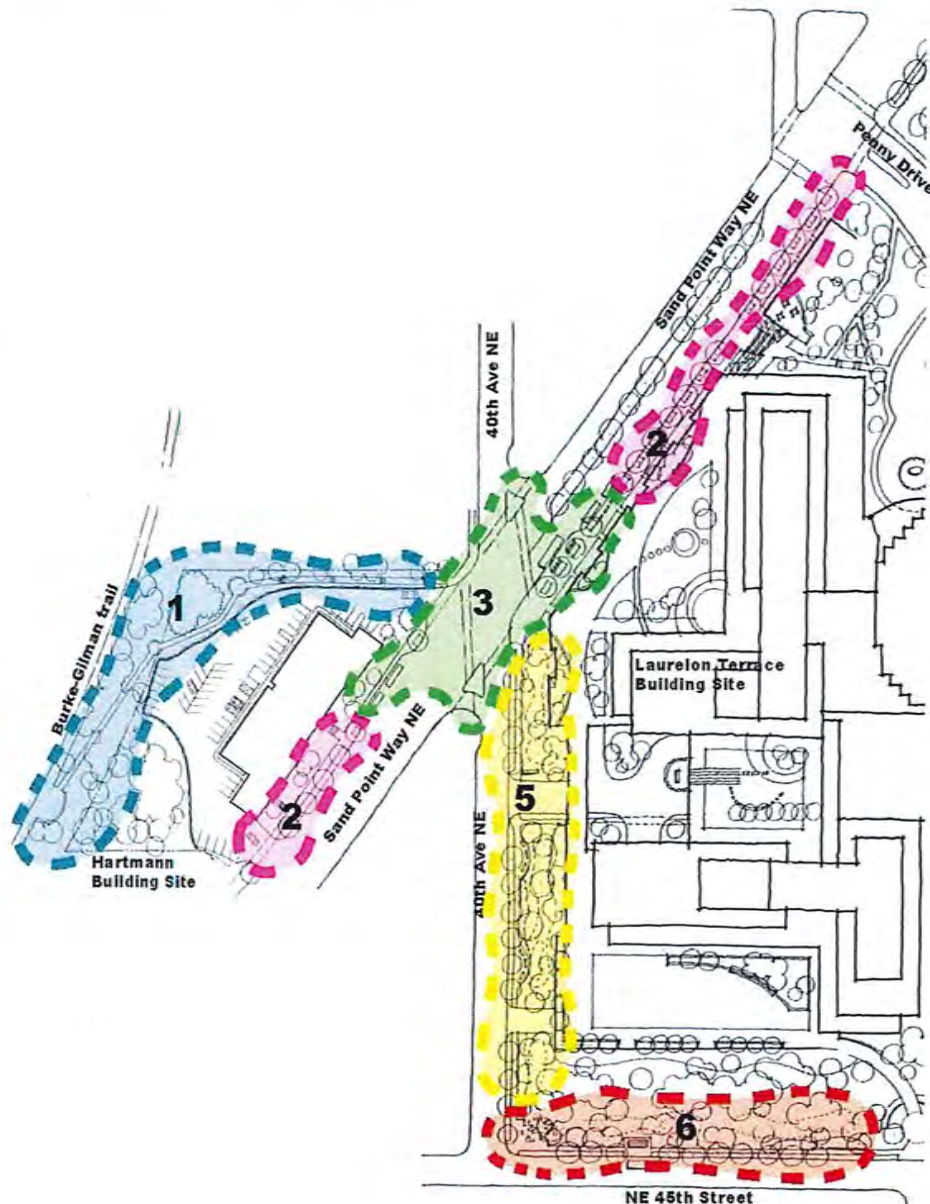 Penny Drive
Sand Point Way NE
40th Ave NE
2
1
3
Burke-Gilman trail
Laurelon Terrace
Building Site
Sand Point Way NE
5
2
40th Ave NE
Hartmann
Building Site
6
NE 45th Street